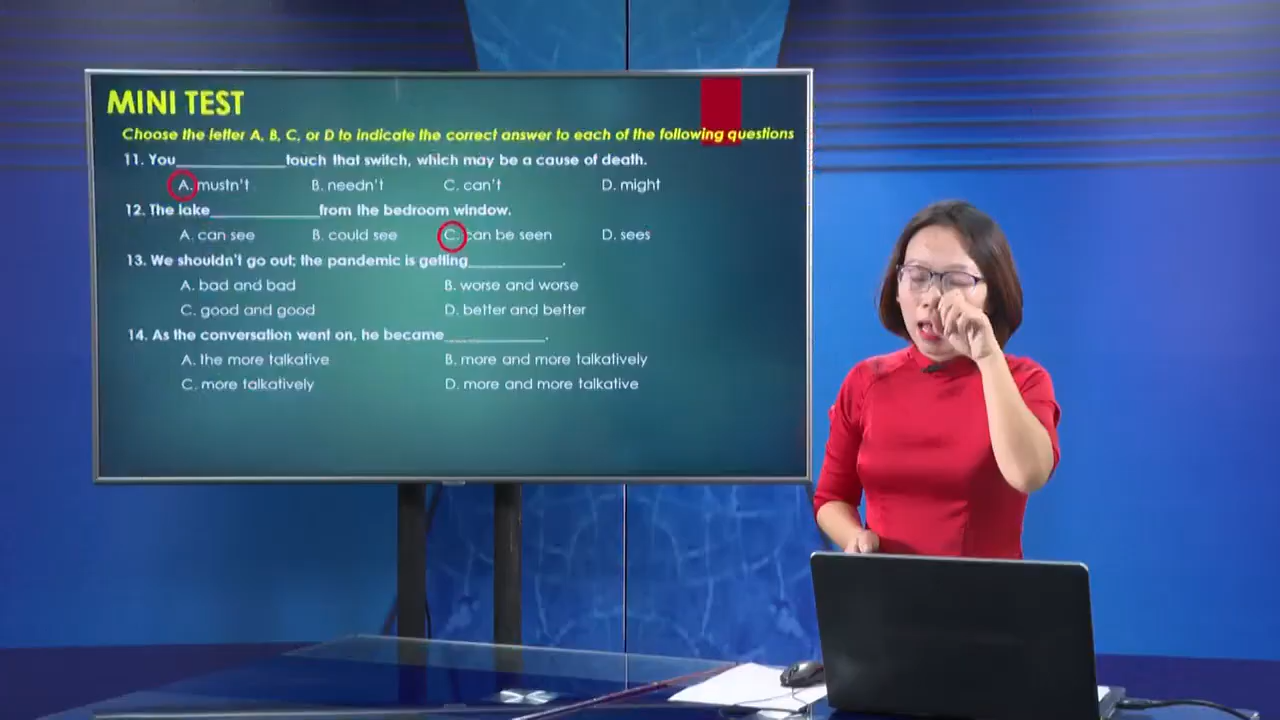 MINI TEST
Choose the letter A, B, C, or D to indicate the correct answer to each of the following questions
11. You____________touch that switch, which may be a cause of death.
A. mustn't B. needn't C. can't D. might
12. The lake____________from the bedroom window.
A. can see B. could see C. can be seen D. sees
13. We shouldn't go out; the pandemic is getting___________.
A. bad and bad B. worse and worse
C. good and good D. better and better
14. As the conversation went on, he became____________.
A. the more talkative B. more and more talkatively
C. more talkatively D. more and more talkative